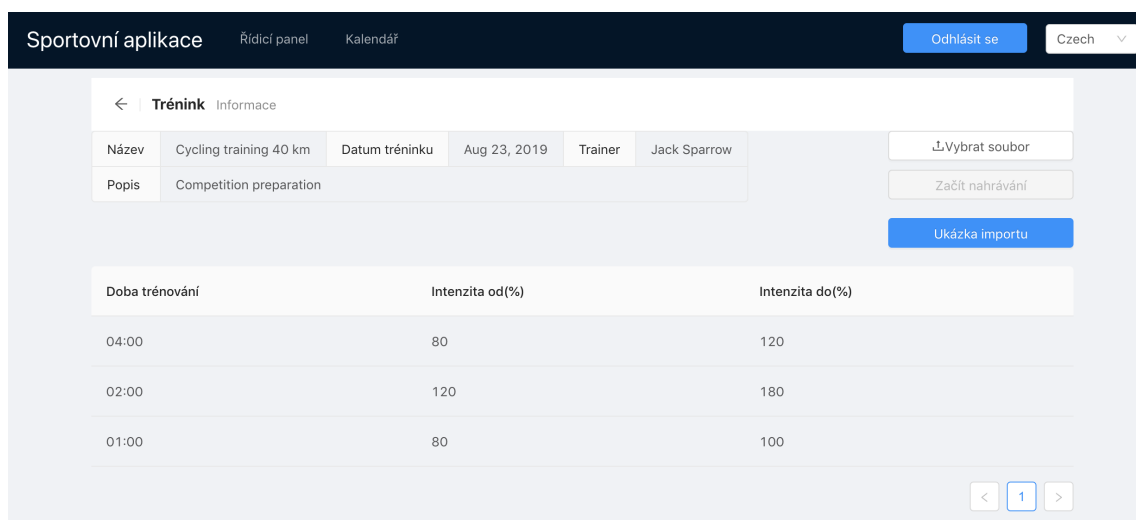 Sportovní aplikace Řídicí panel Kalendář Odhlásit se Czech
Trénink Informace
Název Cycling training 40 km Datum tréninku Aug 23, 2019 Trainer Jack Sparrow Vybrat soubor
Popis Competition preparation Začít nahrávání
Ukázka importu
Doba trénování Intenzita od(%) Intenzita do(%)
04:00 80 120
02:00 120 180
01:00 80 100
< 1 >